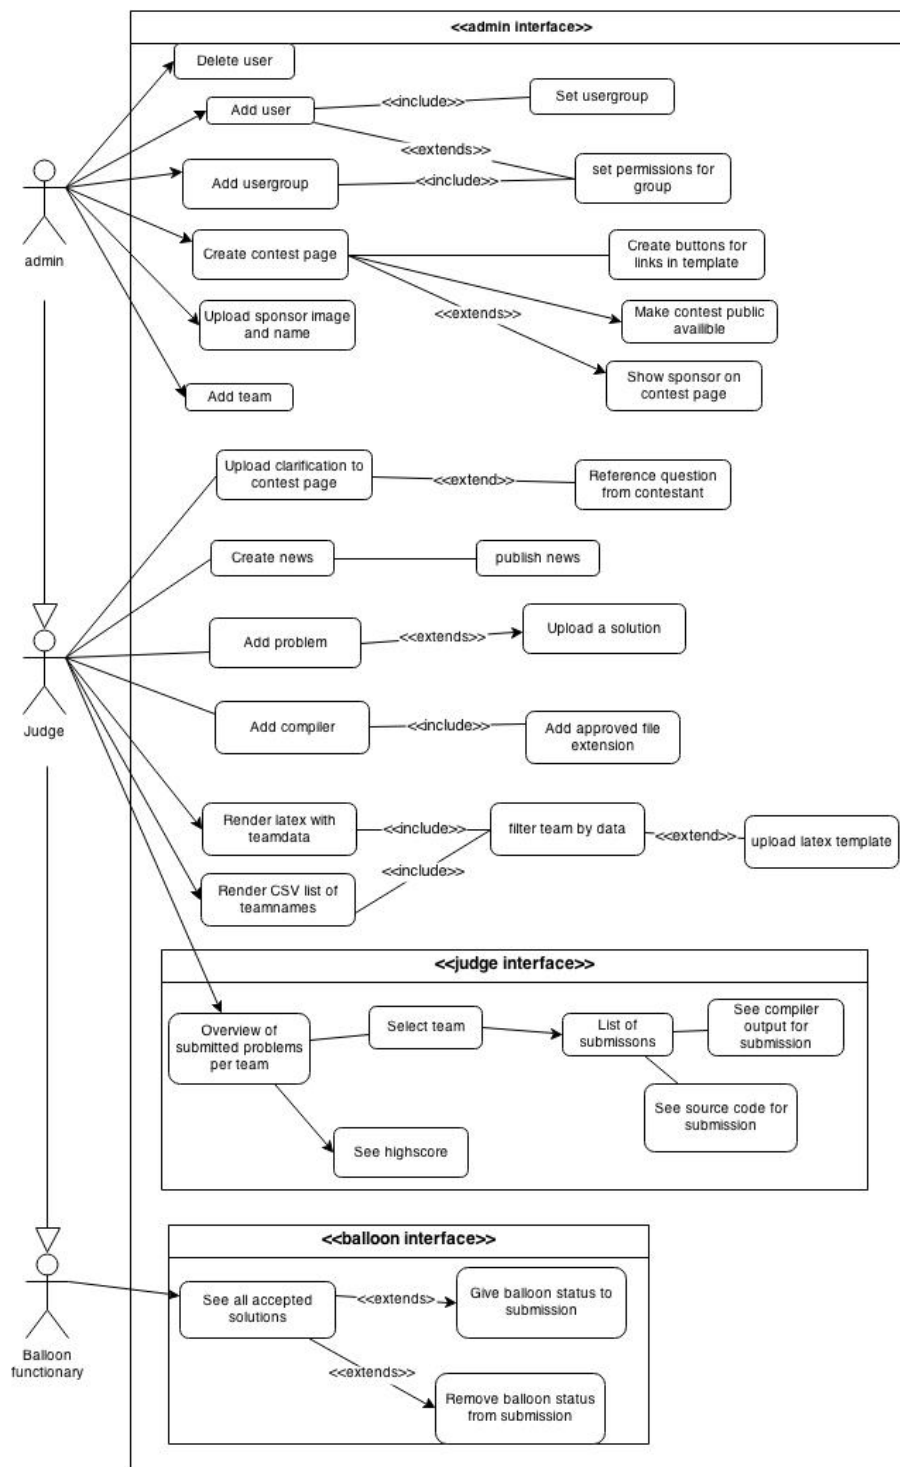 <<admin interface>>
Delete user
Add user
<<include>>
Set usergroup
<<extends>>
Add usergroup
<<include>>
set permissions for
group
admin
Create contest page
Create buttons for
links in template
<<extends>>
Make contest public
availible
Upload sponsor image
and name
Show sponsor on
contest page
Add team
Upload clarification to
contest page
<<extend>>
Reference question
from contestant
Create news
publish news
Add problem
<<extends>>
Upload a solution
Judge
Add compiler
<<include>>
Add approved file
extension
Render latex with
teamdata
<<include>>
filter team by data
<<extend>>
upload latex template
<<include>>
Render CSV list of
teamnames
<<judge interface>>
Overview of
submitted problems
per team
Select team
List of
submissons
See compiler
output for
submission
See source code for
submission
See highscore
<<balloon interface>>
See all accepted
solutions
<<extends>
Give balloon status to
submission
Balloon
functionary
<<extends>>
Remove balloon status
from submission